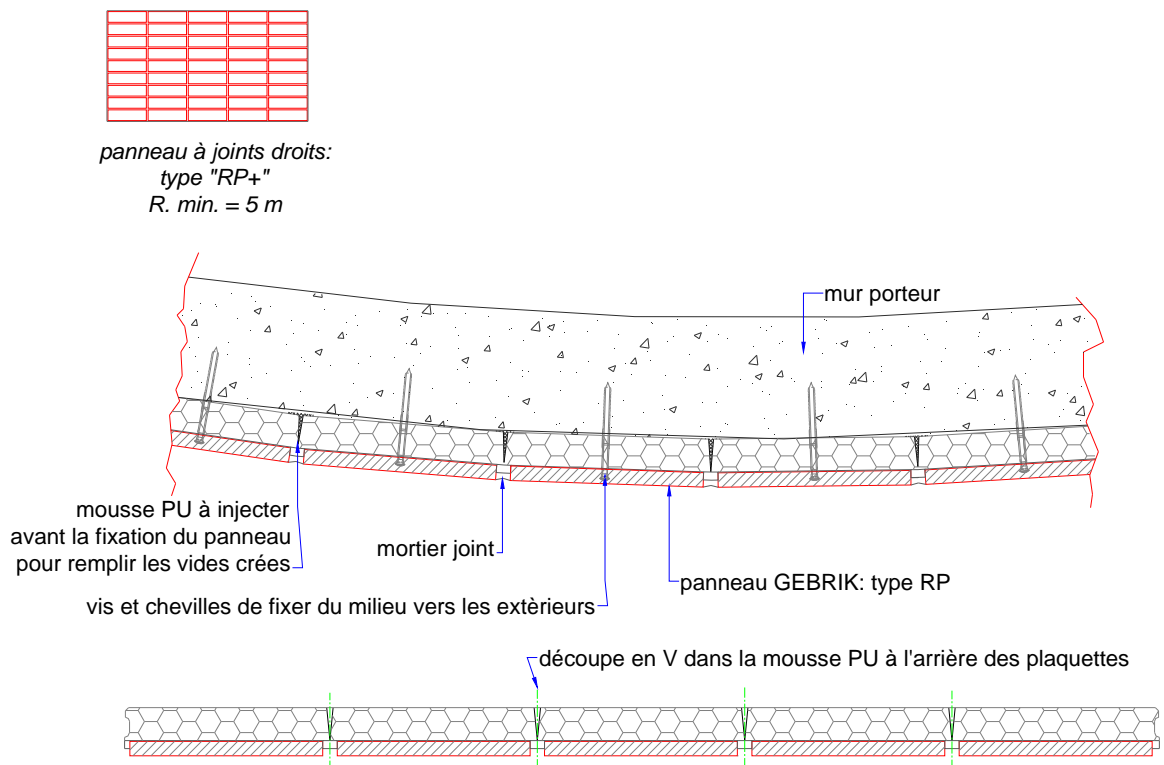 panneau à joints droits:
type "RP+"
R. min. = 5 m
mur porteur
mousse PU à injecter
avant la fixation du panneau
pour remplir les vides crées
mortier joint
panneau GEBRIK: type RP
vis et chevilles de fixer du milieu vers les extèrieurs
découpe en V dans la mousse PU à l'arrière des plaquettes